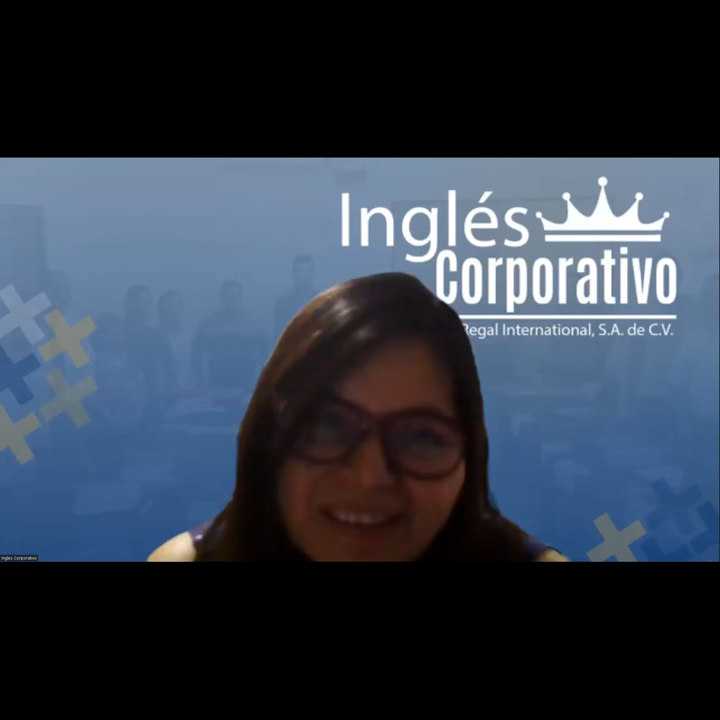 Inglés
Corporativo
Regal International, S.A. de C.V.
Inglés Corporativo